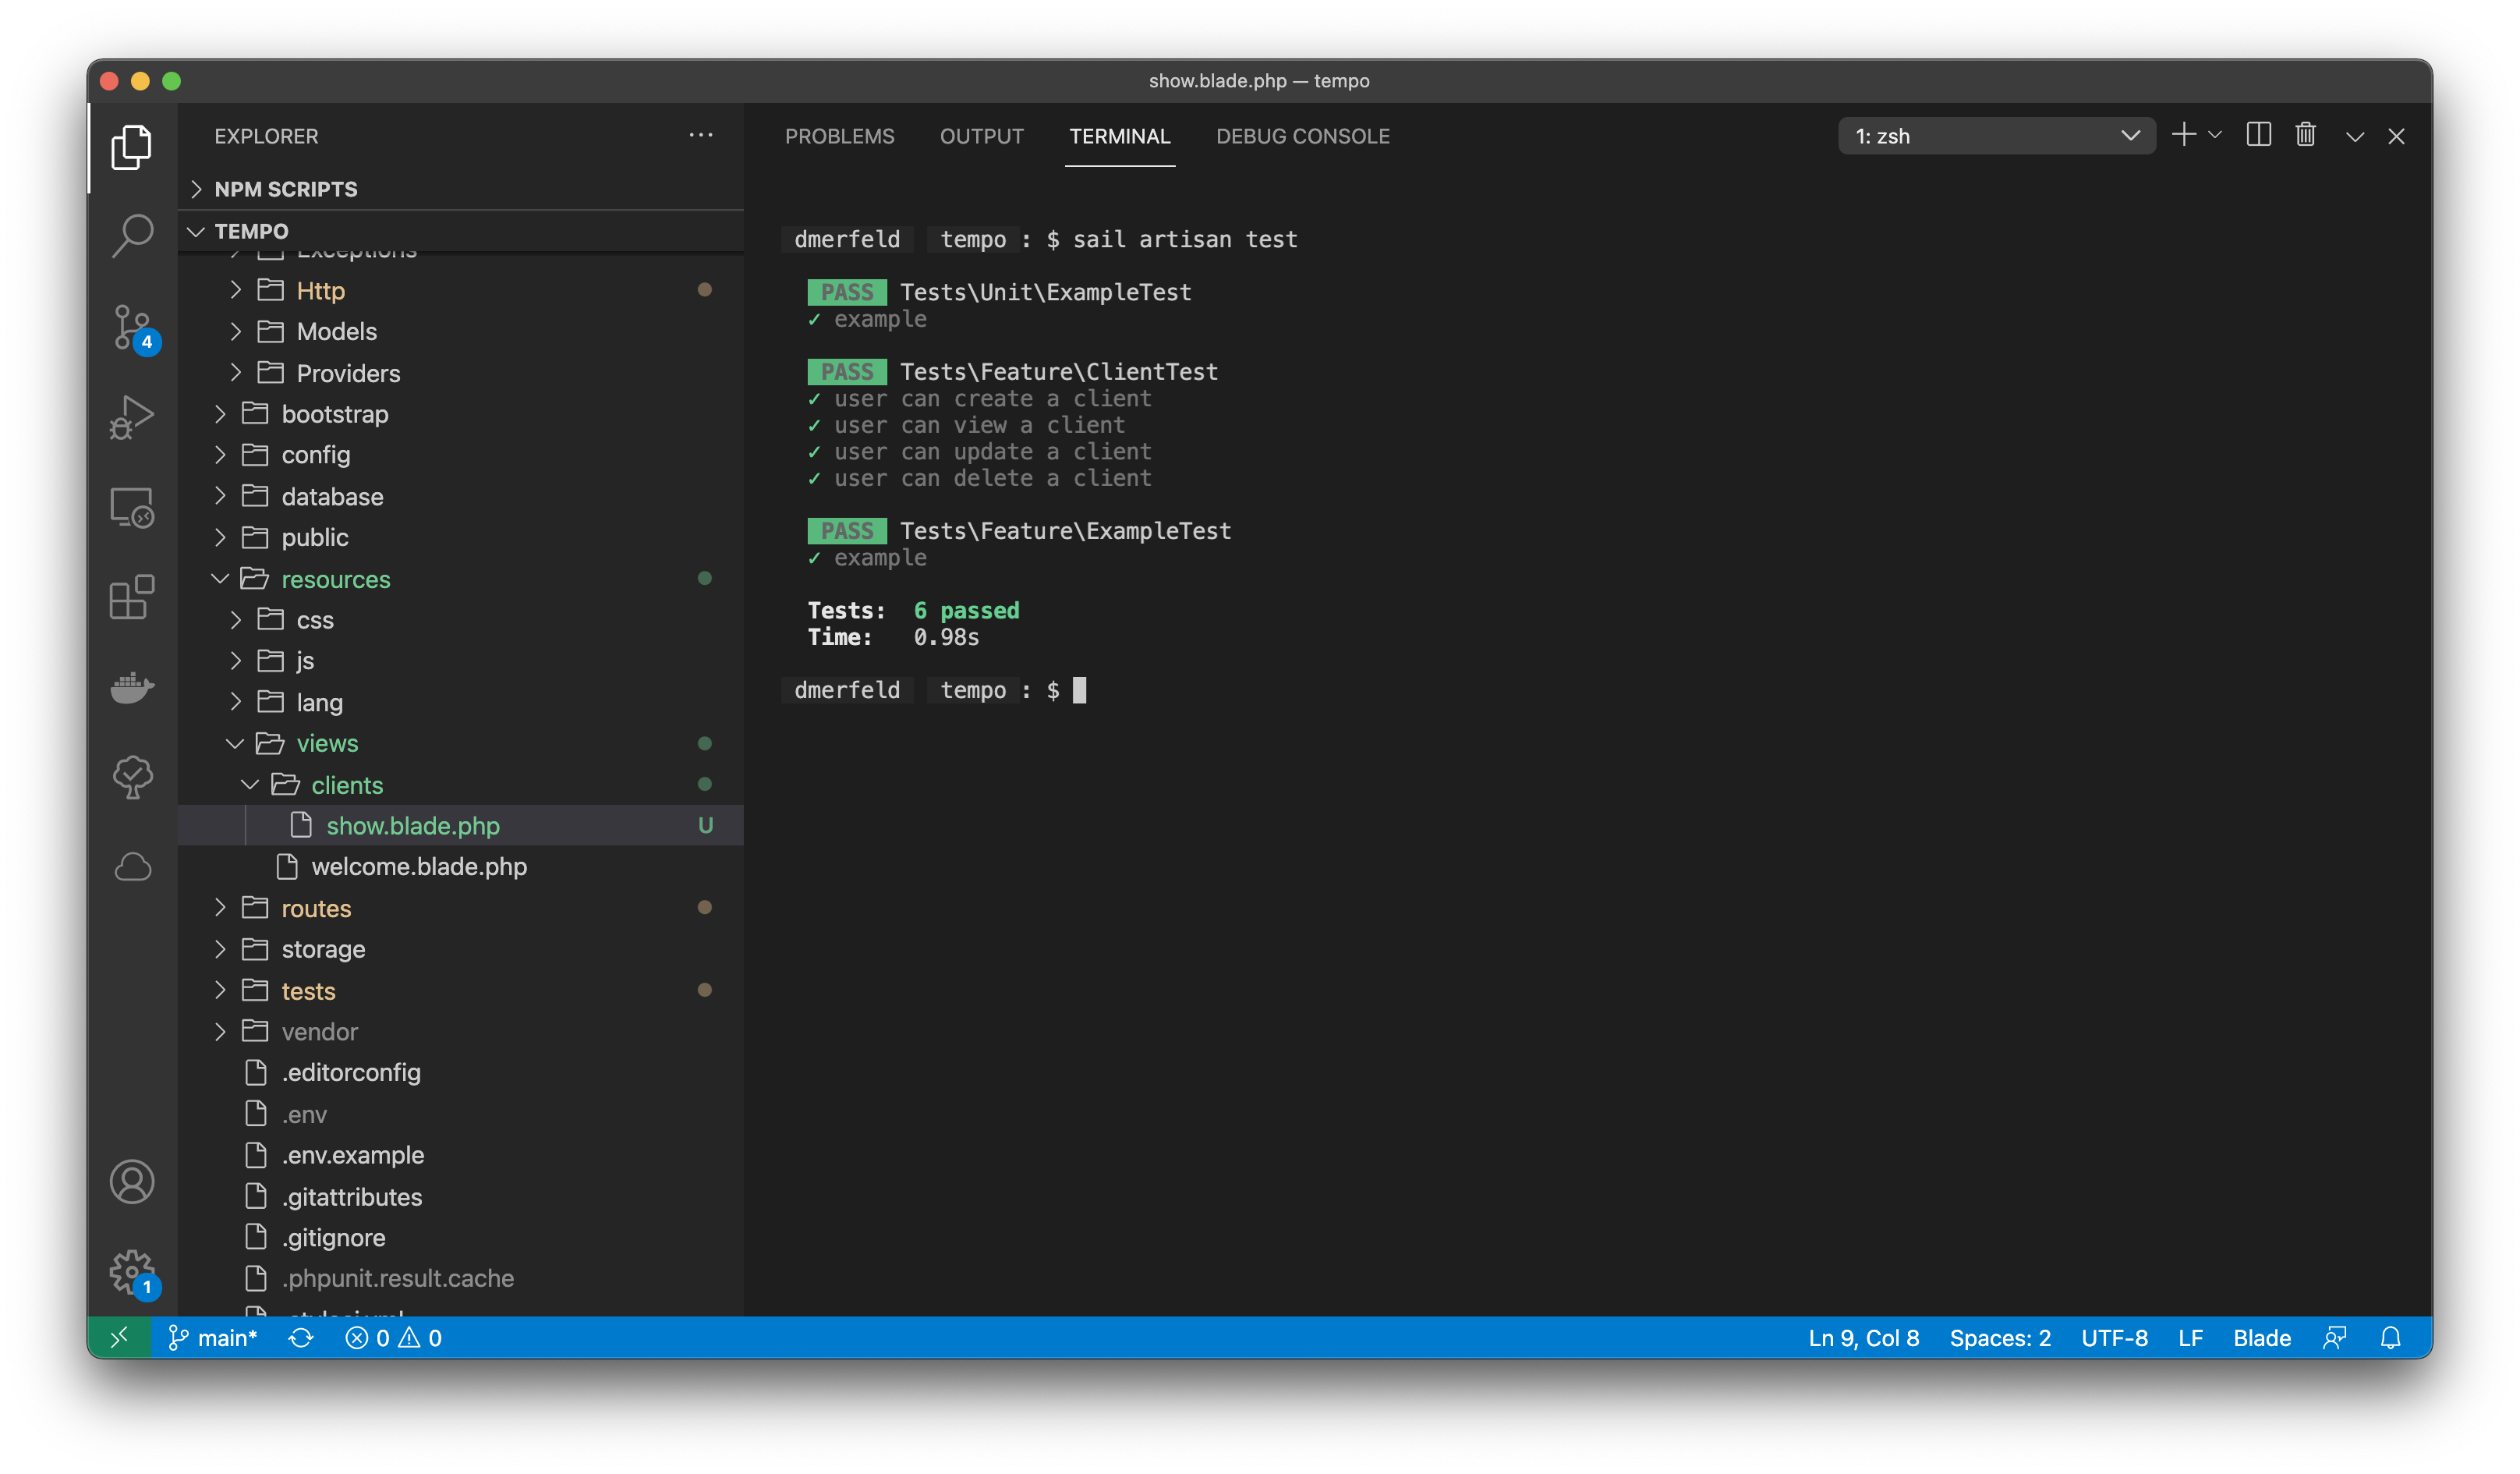 show.blade.php — tempo
EXPLORER
NPM SCRIPTS
TEMPO
Exceptions
Http
Models
Providers
bootstrap
config
database
public
resources
css
js
lang
views
clients
show.blade.php U
welcome.blade.php
routes
storage
tests
vendor
.editorconfig
.env
.env.example
.gitattributes
.gitignore
.phpunit.result.cache
4
1
PROBLEMS OUTPUT TERMINAL DEBUG CONSOLE 1: zsh
dmerfeld tempo : $ sail artisan test
PASS Tests\Unit\ExampleTest
✓ example
PASS Tests\Feature\ClientTest
✓ user can create a client
✓ user can view a client
✓ user can update a client
✓ user can delete a client
PASS Tests\Feature\ExampleTest
✓ example
Tests: 6 passed
Time: 0.98s
dmerfeld tempo : $
main* 0 0 Ln 9, Col 8 Spaces: 2 UTF-8 LF Blade